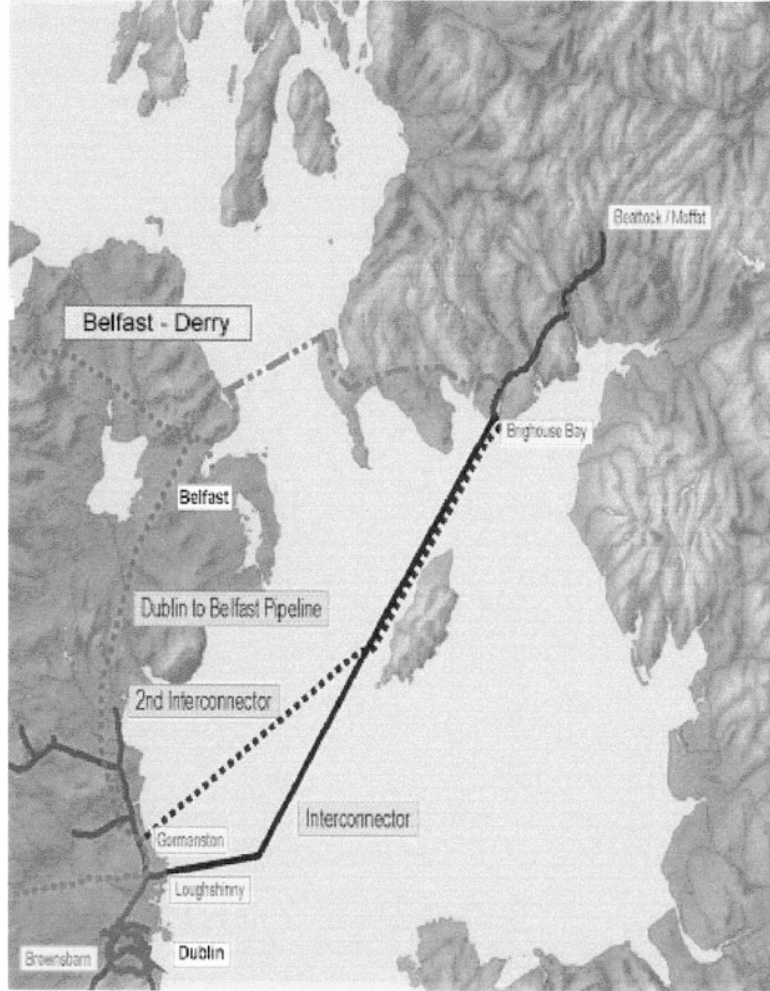 Beattock / Moffat
Belfast - Derry
Brighouse Bay
Belfast
Dublin to Belfast Pipeline
2nd Interconnector
Interconnector
Gormanston
Loughshinny
Brownsbarn
Dublin